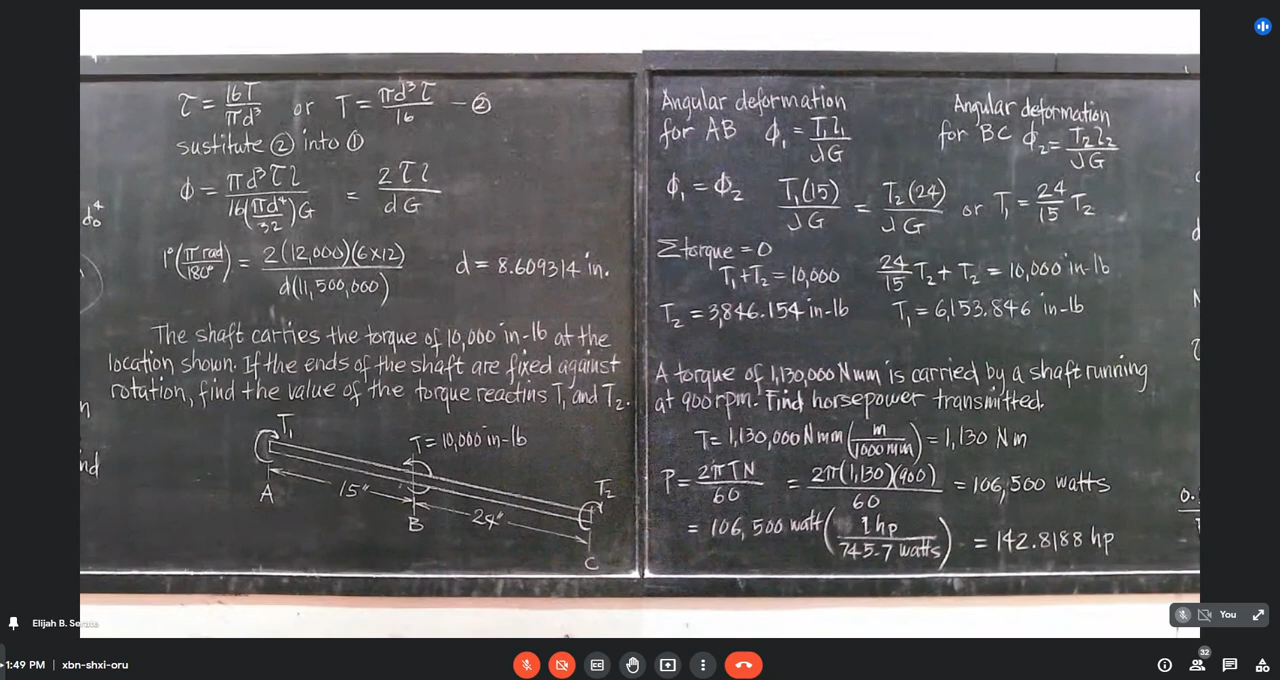 τ = 16T/πd³ or T = πd³τ/16 — ②
sustitute ② into ①
ϕ = πd³τl/16(πd⁴/32)G = 2τl/dG
1°(π rad/180°) = 2(12,000)(6×12)/d(11,500,000) d = 8.609314 in.
The shaft carries the torque of 10,000 in-lb at the
location shown. If the ends of the shaft are fixed against
rotation, find the value of the torque reactins T₁ and T₂.
T₁
T = 10,000 in-lb
T₂
A
15"
B
24"
C
d₀⁴
nd
Angular deformation
for AB ϕ₁ = T₁l₁/JG
Angular deformation
for BC ϕ₂ = T₂l₂/JG
ϕ₁ = ϕ₂ T₁(15)/JG = T₂(24)/JG or T₁ = 24/15 T₂
Σtorque = 0
T₁ + T₂ = 10,000 24/15 T₂ + T₂ = 10,000 in-lb
T₂ = 3,846.154 in-lb T₁ = 6,153.846 in-lb
A torque of 1,130,000 Nmm is carried by a shaft running
at 900 rpm. Find horsepower transmitted.
T = 1,130,000 Nmm (m/1000 mm) = 1,130 Nm
P = 2πTN/60 = 2π(1,130)(900)/60 = 106,500 watts
= 106,500 watt (1 hp/745.7 watts) = 142.8188 hp
0.
Elijah B. Serate
You
1:49 PM | xbn-shxi-oru
32